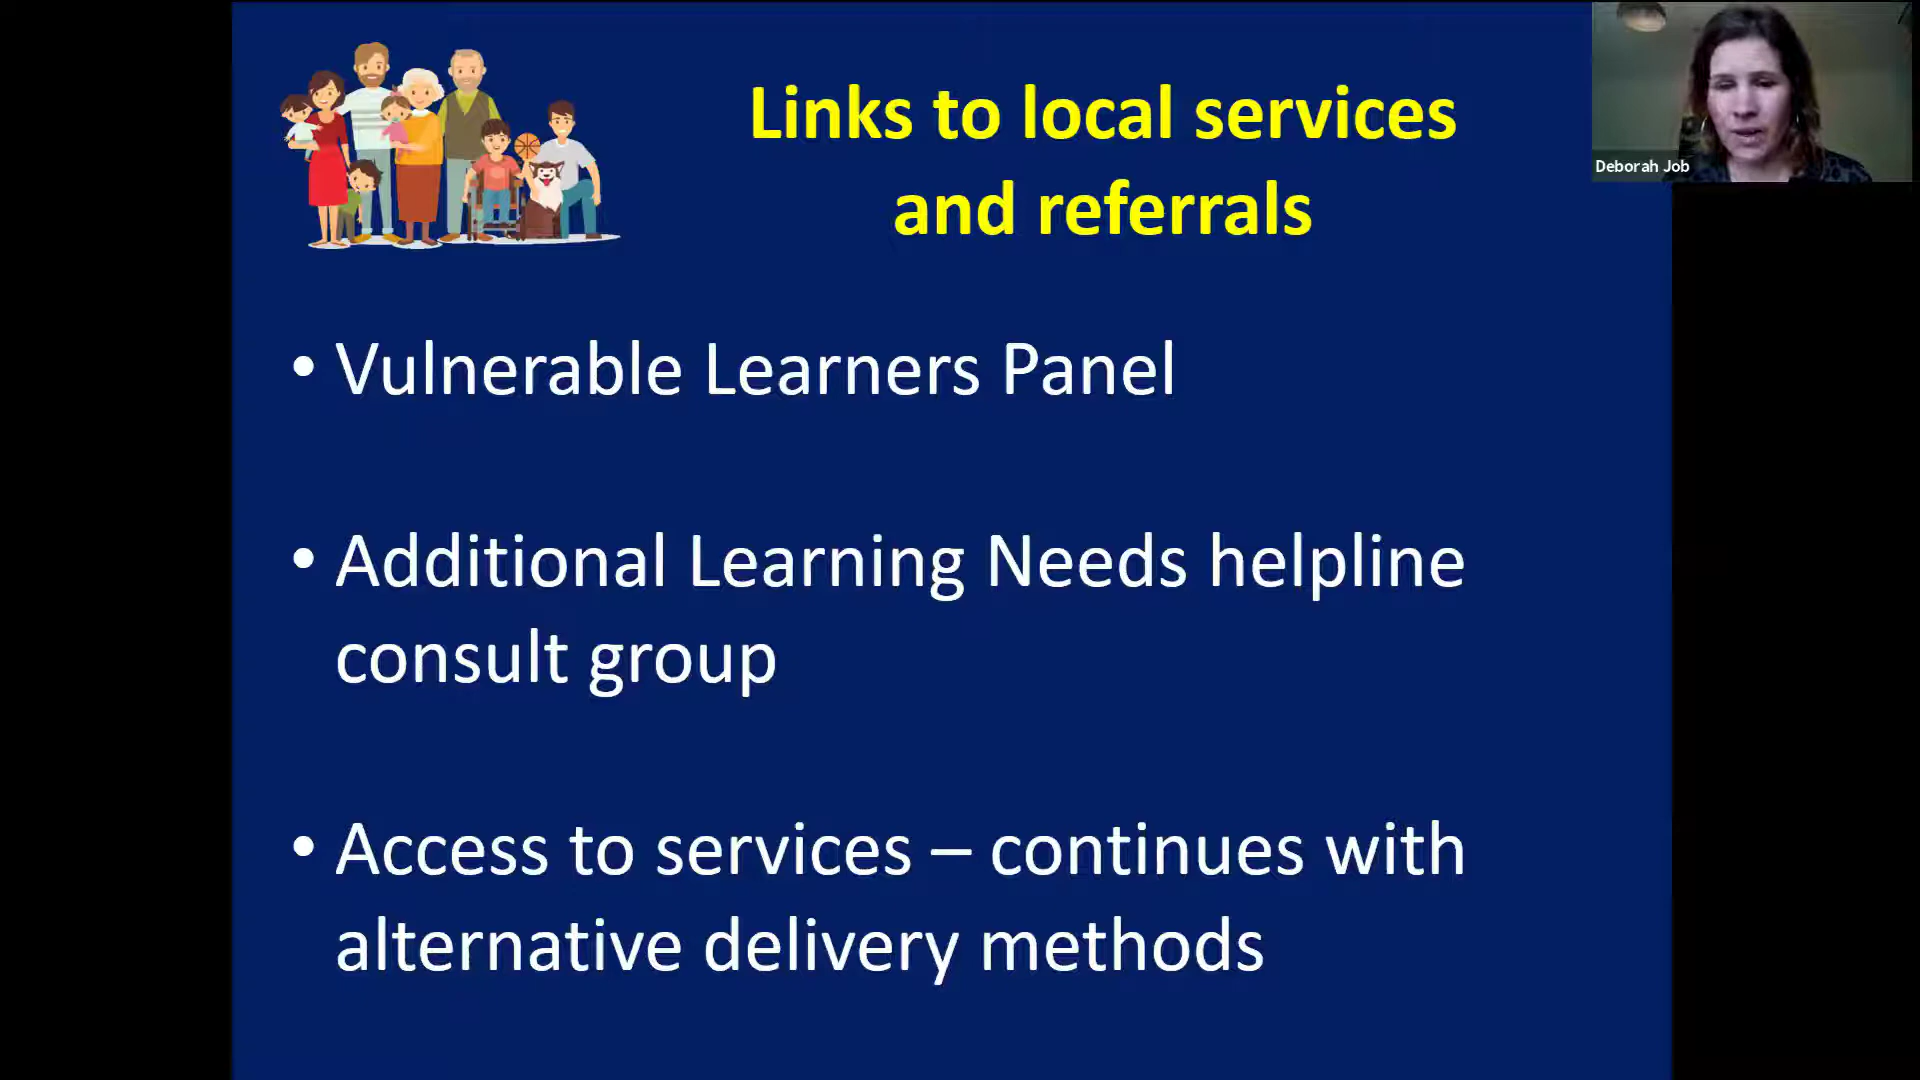 Links to local services
and referrals
Deborah Job
• Vulnerable Learners Panel
• Additional Learning Needs helpline
consult group
• Access to services – continues with
alternative delivery methods